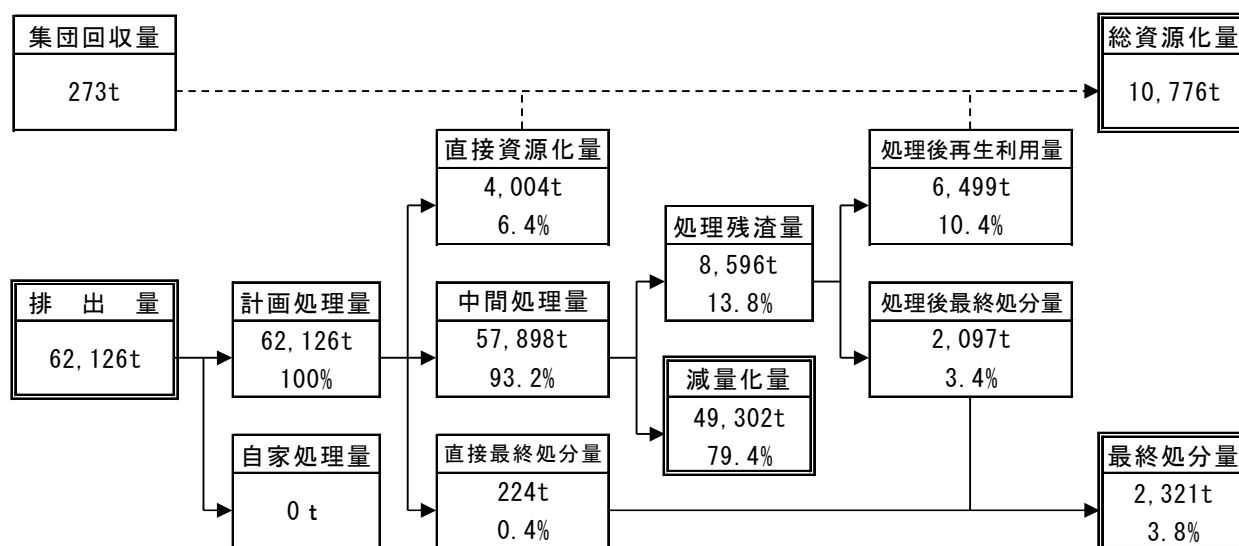 集団回収量
273t
総資源化量
10,776t
直接資源化量
4,004t
6.4%
処理後再生利用量
6,499t
10.4%
処理残渣量
8,596t
13.8%
排 出 量
62,126t
計画処理量
62,126t
100%
中間処理量
57,898t
93.2%
処理後最終処分量
2,097t
3.4%
減量化量
49,302t
79.4%
自家処理量
0 t
直接最終処分量
224t
0.4%
最終処分量
2,321t
3.8%